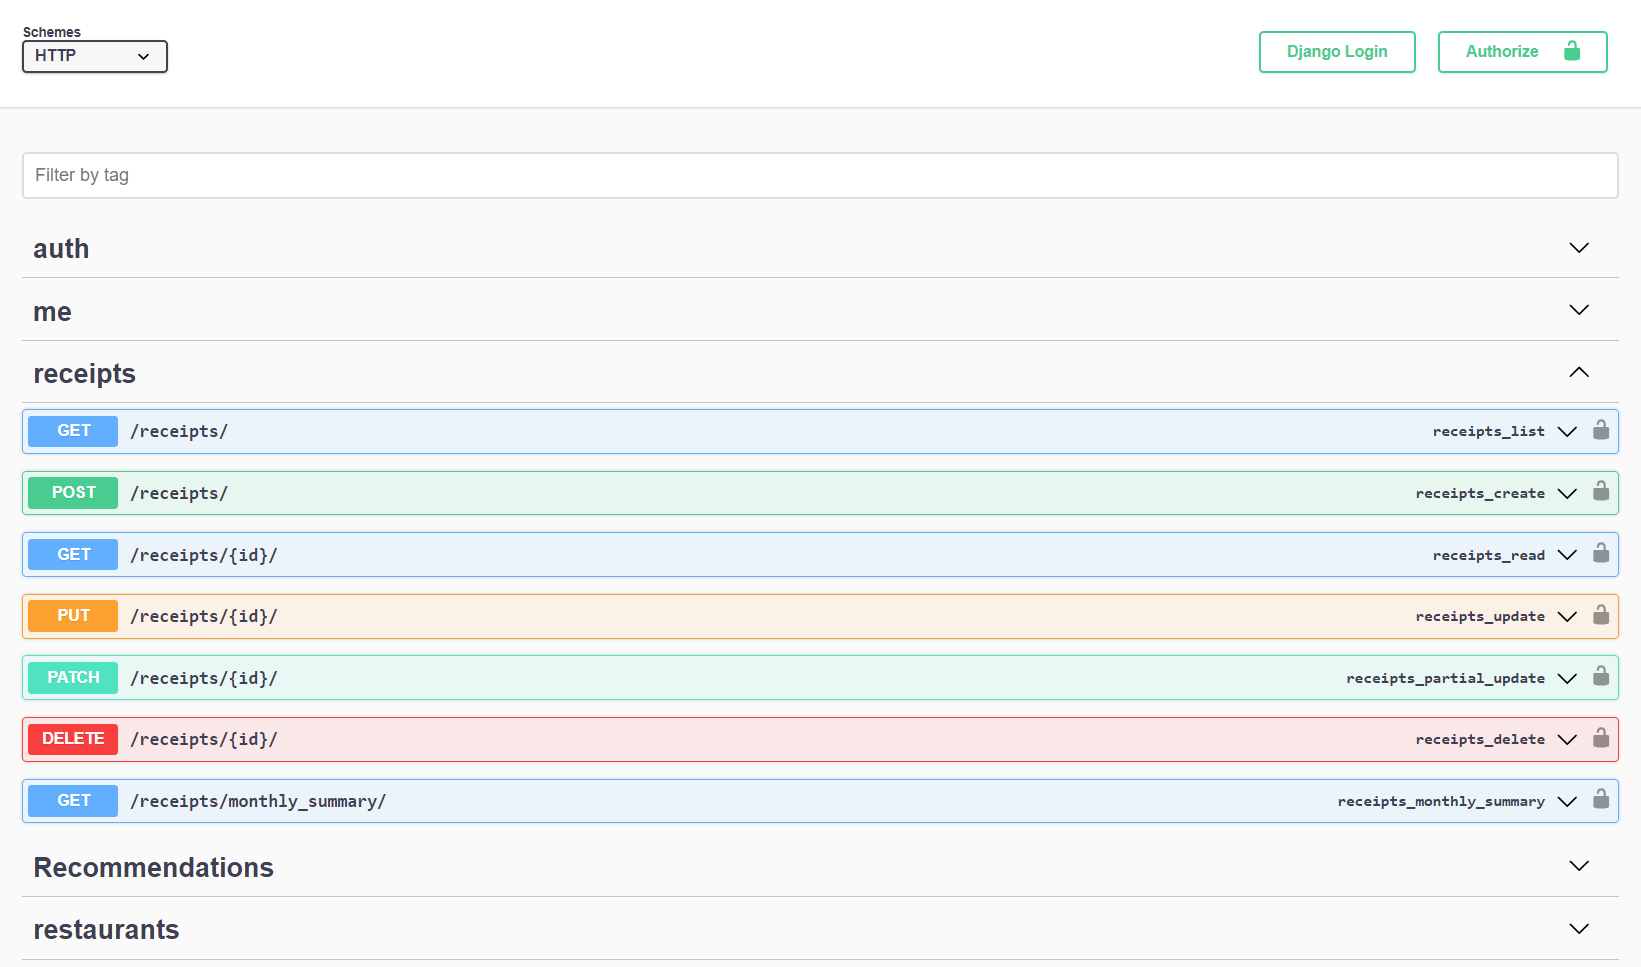 Schemes
HTTP
Django Login
Authorize
Filter by tag
auth
me
receipts
GET /receipts/ receipts_list
POST /receipts/ receipts_create
GET /receipts/{id}/ receipts_read
PUT /receipts/{id}/ receipts_update
PATCH /receipts/{id}/ receipts_partial_update
DELETE /receipts/{id}/ receipts_delete
GET /receipts/monthly_summary/ receipts_monthly_summary
Recommendations
restaurants